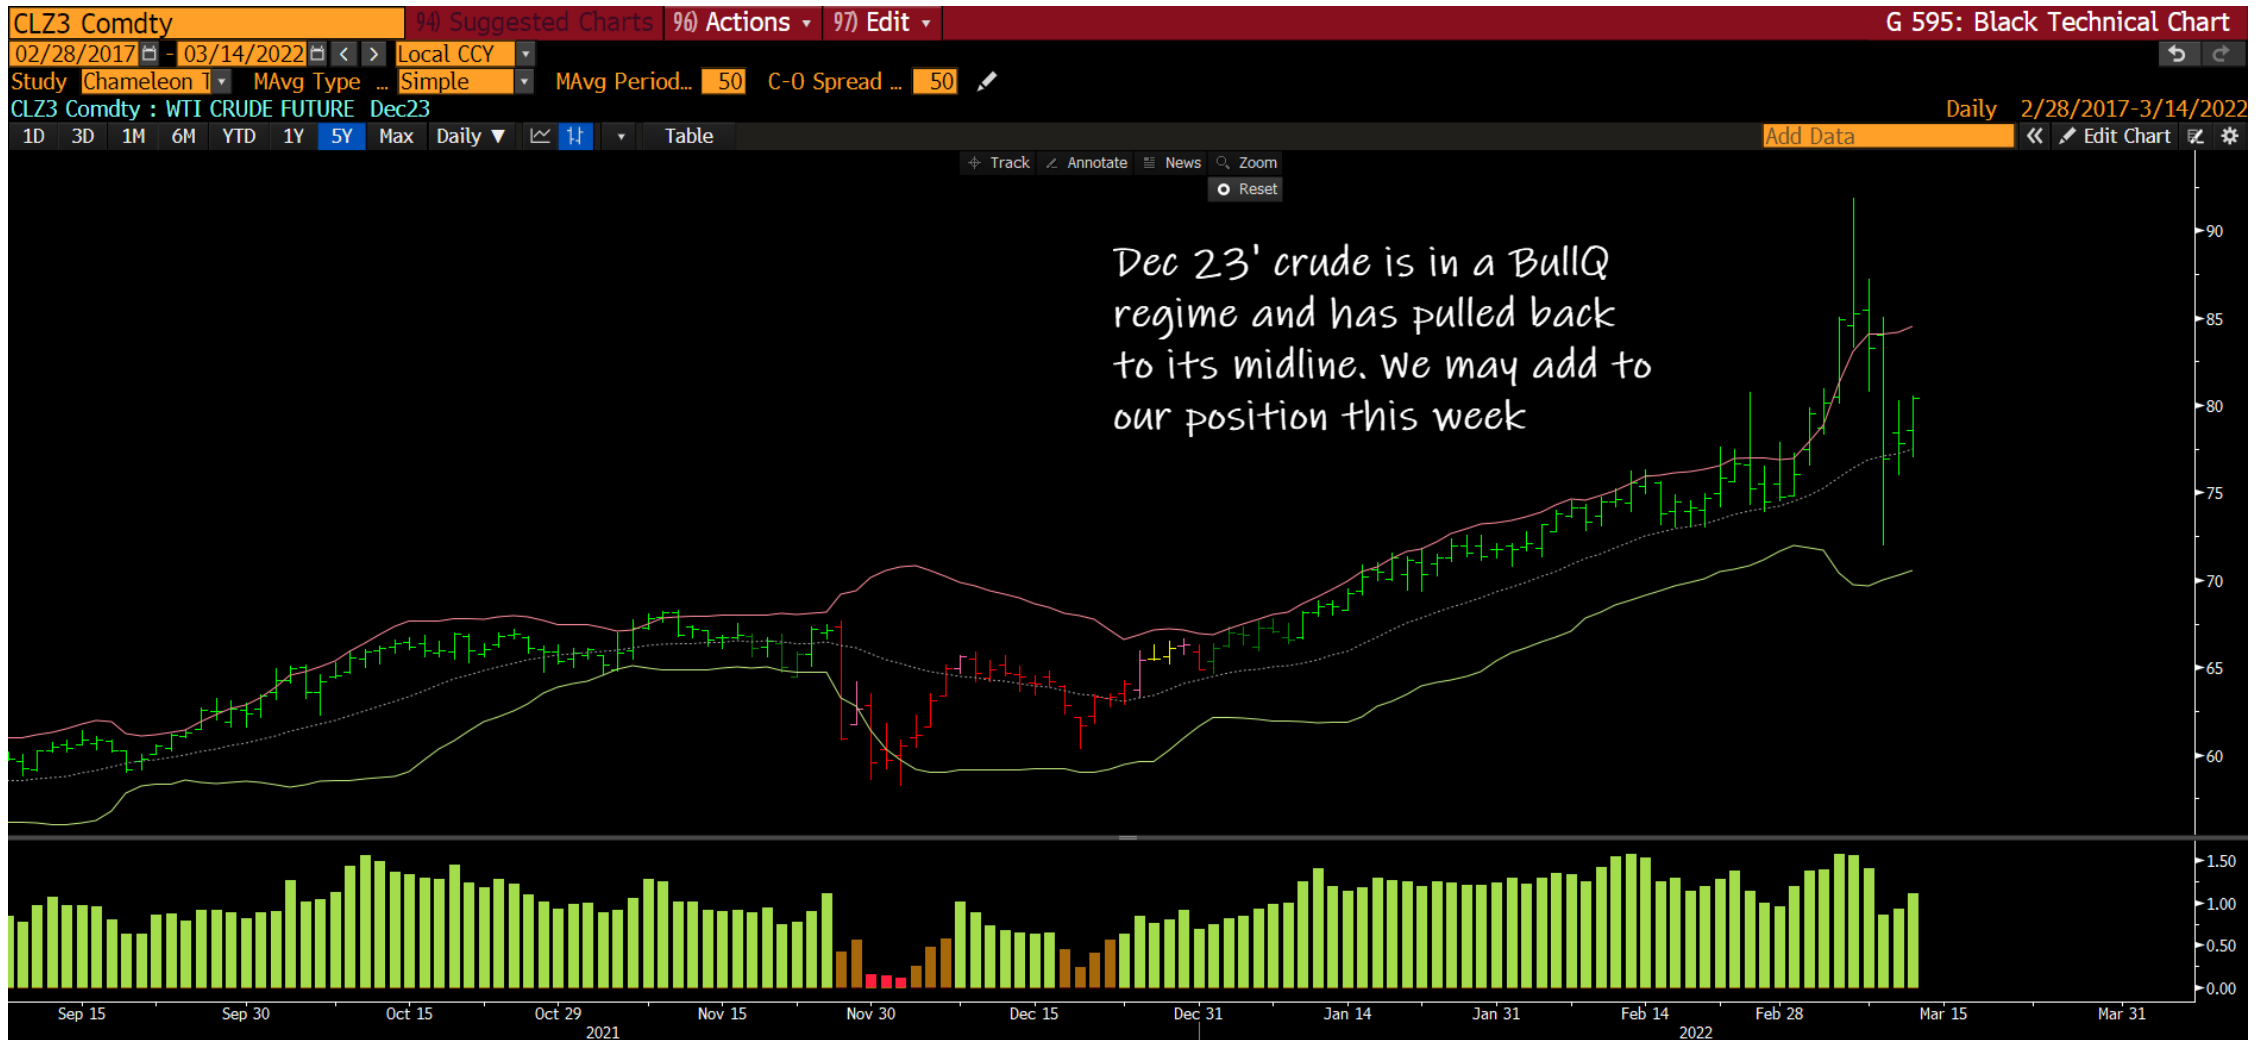 CLZ3 Comdty 94) Suggested Charts 96) Actions 97) Edit G 595: Black Technical Chart
02/28/2017 - 03/14/2022 Local CCY
Study Chameleon T MAvg Type ... Simple MAvg Period... 50 C-O Spread ... 50
CLZ3 Comdty : WTI CRUDE FUTURE Dec23 Daily 2/28/2017-3/14/2022
1D 3D 1M 6M YTD 1Y 5Y Max Daily ▼ Table Add Data « Edit Chart
Track Annotate News Zoom
Reset
Dec 23' crude is in a BullQ
regime and has pulled back
to its midline. We may add to
our position this week
90
85
80
75
70
65
60
1.50
1.00
0.50
0.00
Sep 15 Sep 30 Oct 15 Oct 29 Nov 15 Nov 30 Dec 15 Dec 31 Jan 14 Jan 31 Feb 14 Feb 28 Mar 15 Mar 31
2021 2022